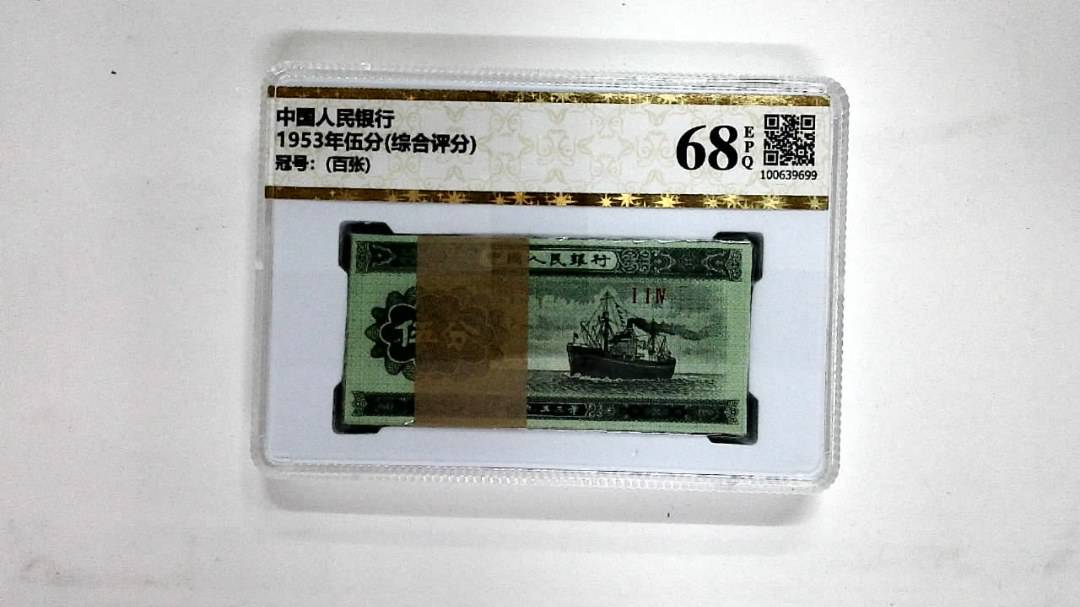 中国人民银行
1953年伍分(综合评分)
冠号：(百张)
68
EPQ
100639699
中國人民銀行
I I IV
伍分